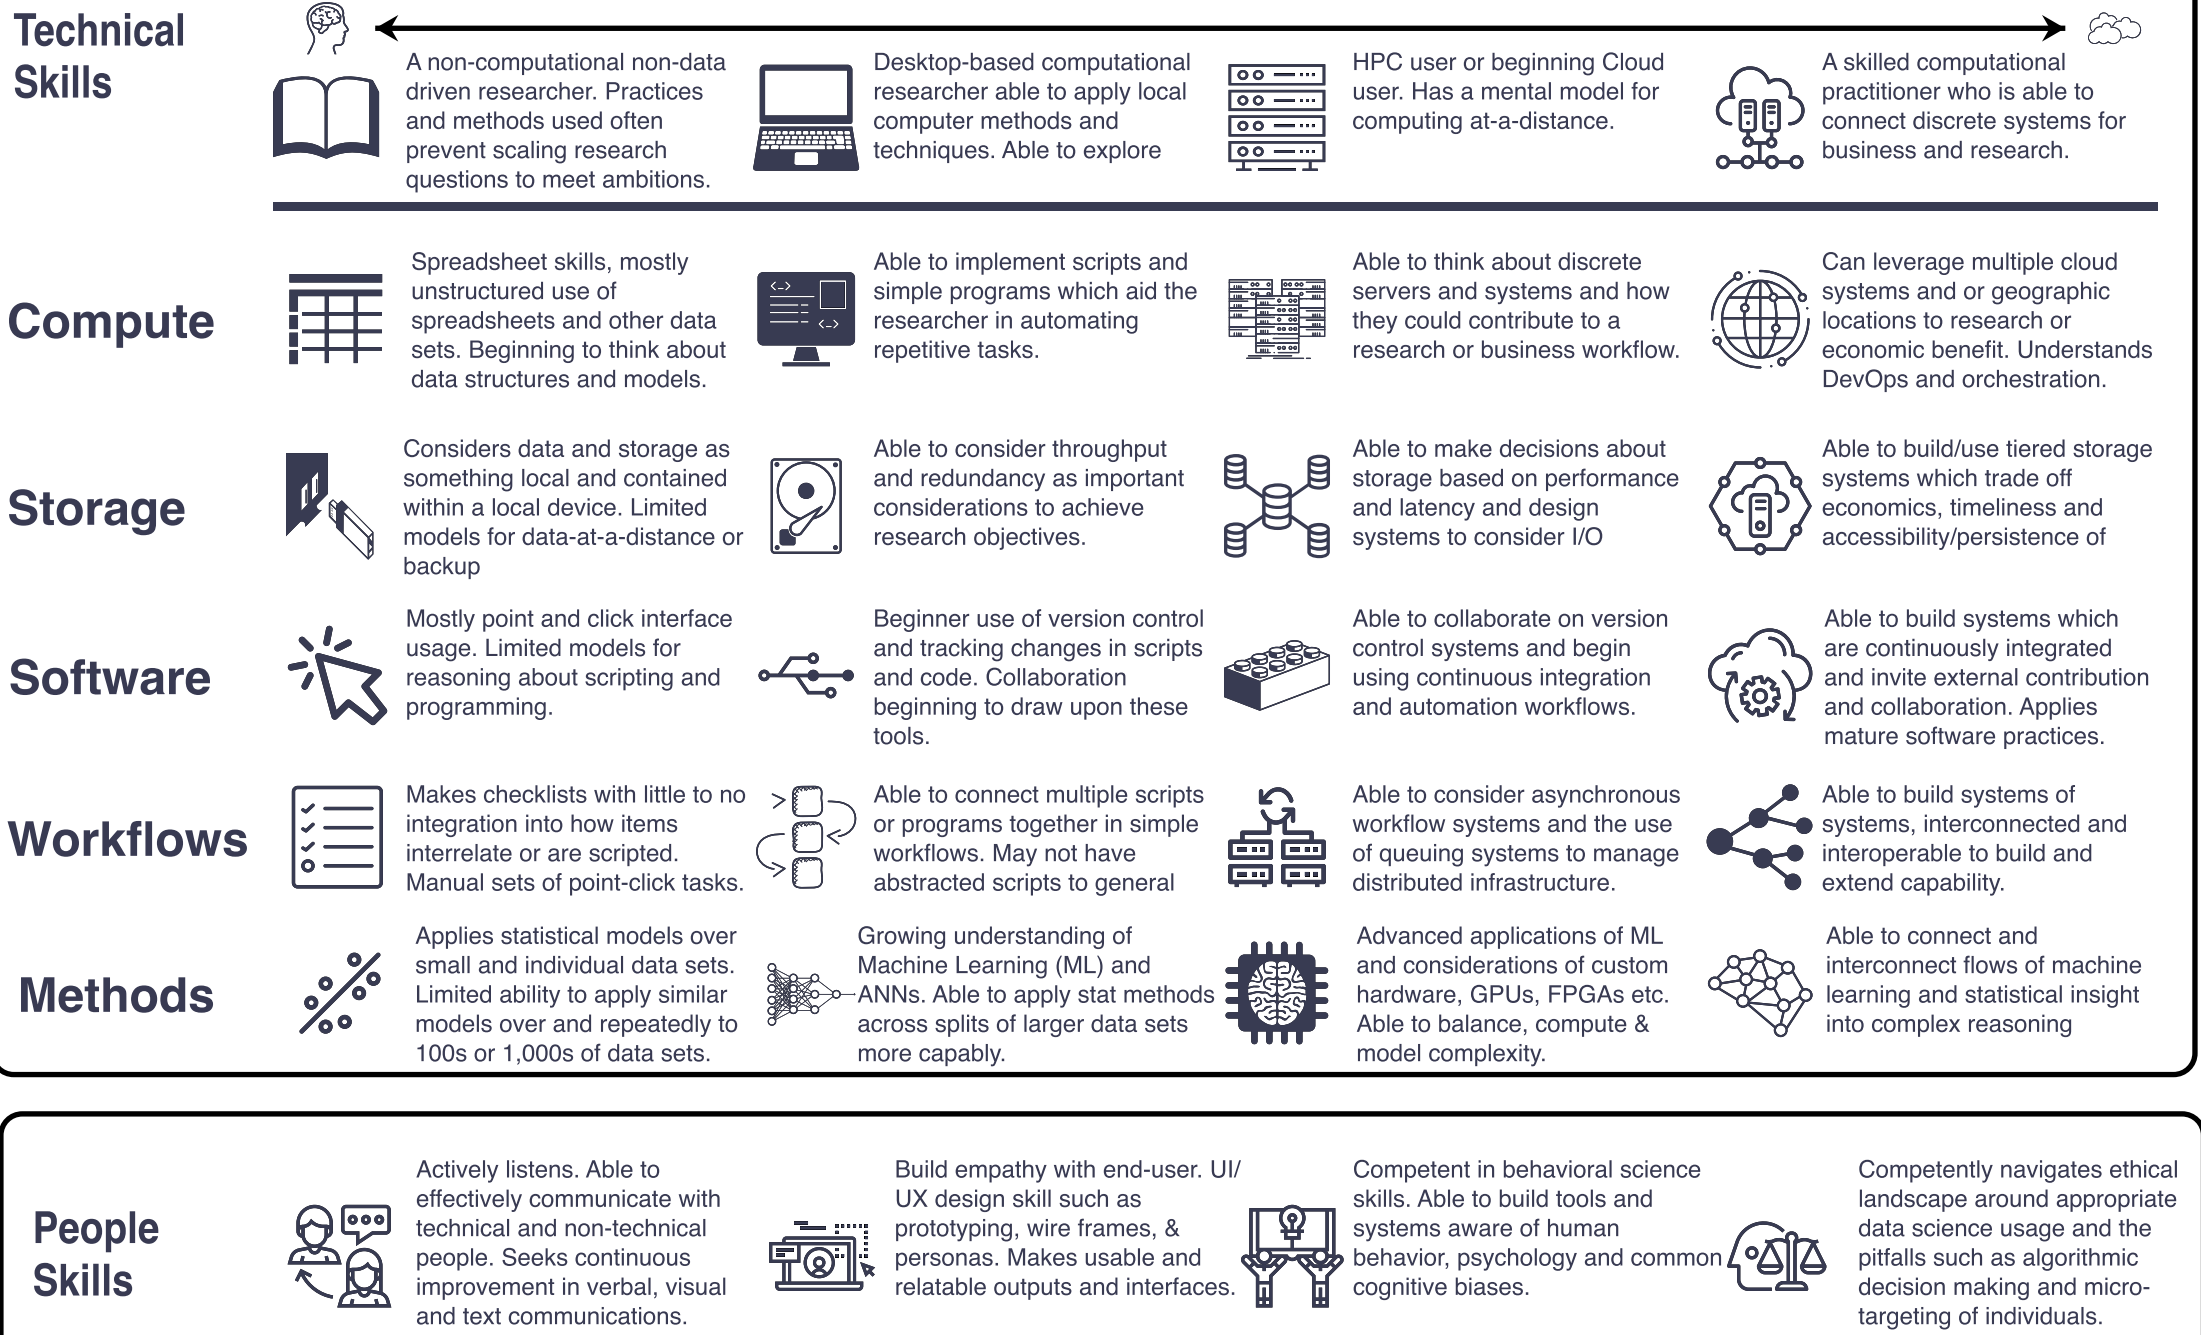 Technical
Skills
A non-computational non-data
driven researcher. Practices
and methods used often
prevent scaling research
questions to meet ambitions.
Desktop-based computational
researcher able to apply local
computer methods and
techniques. Able to explore
HPC user or beginning Cloud
user. Has a mental model for
computing at-a-distance.
A skilled computational
practitioner who is able to
connect discrete systems for
business and research.
Compute
Spreadsheet skills, mostly
unstructured use of
spreadsheets and other data
sets. Beginning to think about
data structures and models.
Able to implement scripts and
simple programs which aid the
researcher in automating
repetitive tasks.
Able to think about discrete
servers and systems and how
they could contribute to a
research or business workflow.
Can leverage multiple cloud
systems and or geographic
locations to research or
economic benefit. Understands
DevOps and orchestration.
Storage
Considers data and storage as
something local and contained
within a local device. Limited
models for data-at-a-distance or
backup
Able to consider throughput
and redundancy as important
considerations to achieve
research objectives.
Able to make decisions about
storage based on performance
and latency and design
systems to consider I/O
Able to build/use tiered storage
systems which trade off
economics, timeliness and
accessibility/persistence of
Software
Mostly point and click interface
usage. Limited models for
reasoning about scripting and
programming.
Beginner use of version control
and tracking changes in scripts
and code. Collaboration
beginning to draw upon these
tools.
Able to collaborate on version
control systems and begin
using continuous integration
and automation workflows.
Able to build systems which
are continuously integrated
and invite external contribution
and collaboration. Applies
mature software practices.
Workflows
Makes checklists with little to no
integration into how items
interrelate or are scripted.
Manual sets of point-click tasks.
Able to connect multiple scripts
or programs together in simple
workflows. May not have
abstracted scripts to general
Able to consider asynchronous
workflow systems and the use
of queuing systems to manage
distributed infrastructure.
Able to build systems of
systems, interconnected and
interoperable to build and
extend capability.
Methods
Applies statistical models over
small and individual data sets.
Limited ability to apply similar
models over and repeatedly to
100s or 1,000s of data sets.
Growing understanding of
Machine Learning (ML) and
ANNs. Able to apply stat methods
across splits of larger data sets
more capably.
Advanced applications of ML
and considerations of custom
hardware, GPUs, FPGAs etc.
Able to balance, compute &
model complexity.
Able to connect and
interconnect flows of machine
learning and statistical insight
into complex reasoning
People
Skills
Actively listens. Able to
effectively communicate with
technical and non-technical
people. Seeks continuous
improvement in verbal, visual
and text communications.
Build empathy with end-user. UI/
UX design skill such as
prototyping, wire frames, &
personas. Makes usable and
relatable outputs and interfaces.
Competent in behavioral science
skills. Able to build tools and
systems aware of human
behavior, psychology and common
cognitive biases.
Competently navigates ethical
landscape around appropriate
data science usage and the
pitfalls such as algorithmic
decision making and micro-
targeting of individuals.